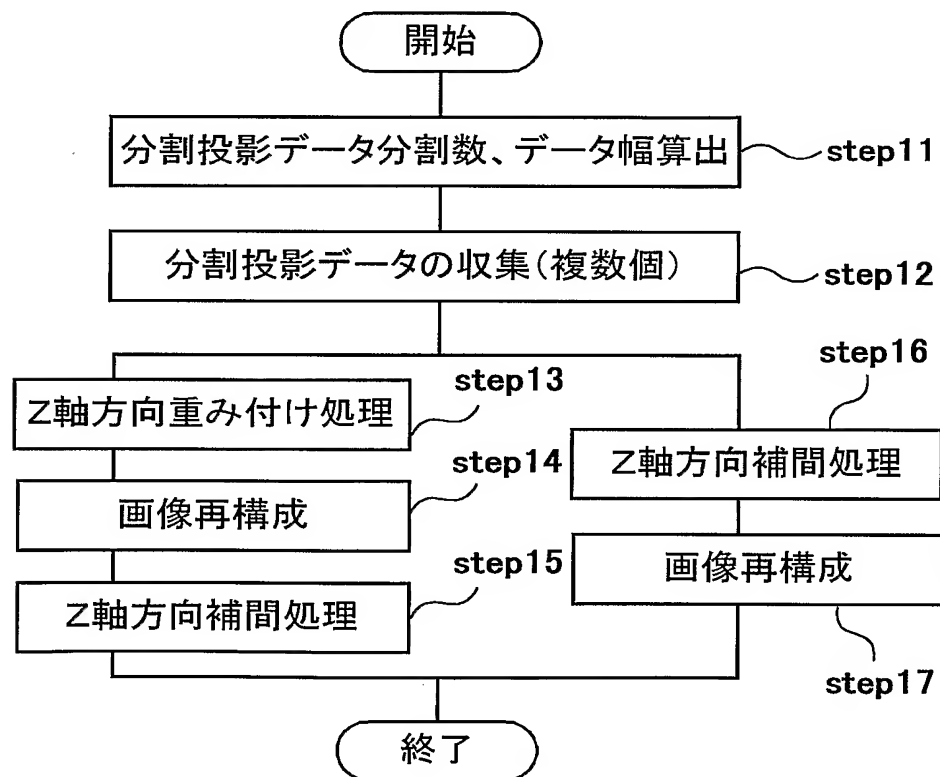 開始
分割投影データ分割数、データ幅算出
step11
分割投影データの収集(複数個)
step12
Z軸方向重み付け処理
step13
画像再構成
step14
Z軸方向補間処理
step15
step16
Z軸方向補間処理
画像再構成
step17
終了